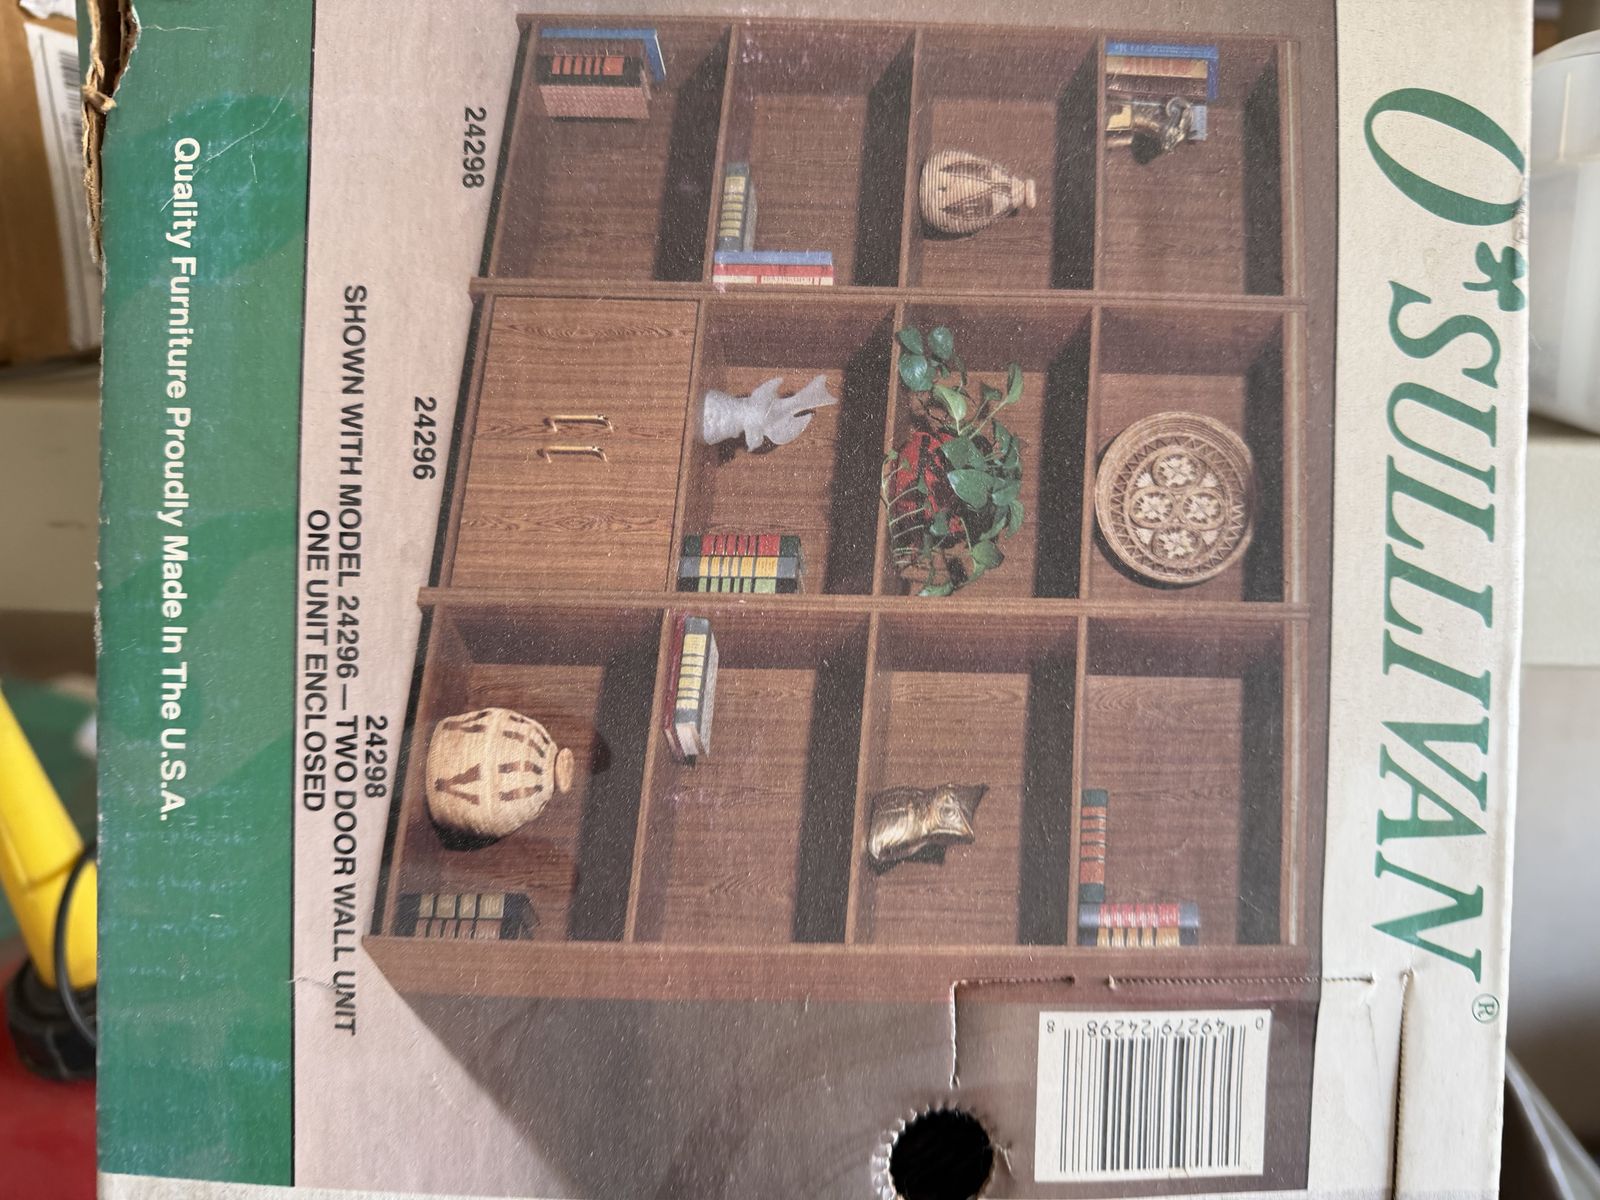 O'SULLIVAN®
0 49279 24298 8
24298
24296
24298
SHOWN WITH MODEL 24296 — TWO DOOR WALL UNIT
ONE UNIT ENCLOSED
Quality Furniture Proudly Made In The U.S.A.